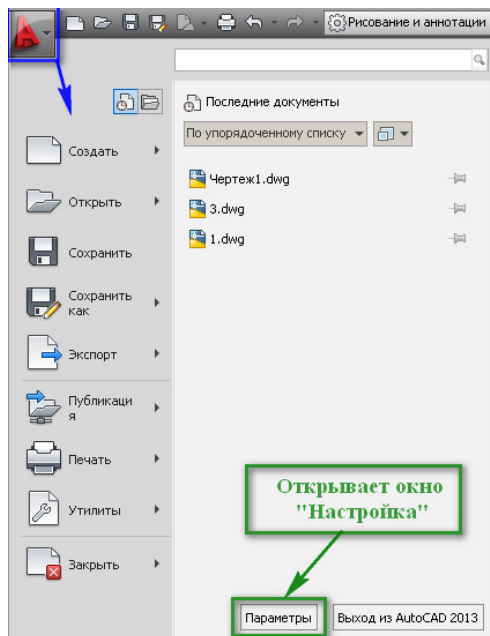 Рисование и аннотации
Последние документы
По упорядоченному списку
Создать
Чертеж1.dwg
Открыть
3.dwg
Сохранить
1.dwg
Сохранить
как
Экспорт
Публикаци
я
Печать
Открывает окно
"Настройка"
Утилиты
Закрыть
Параметры
Выход из AutoCAD 2013